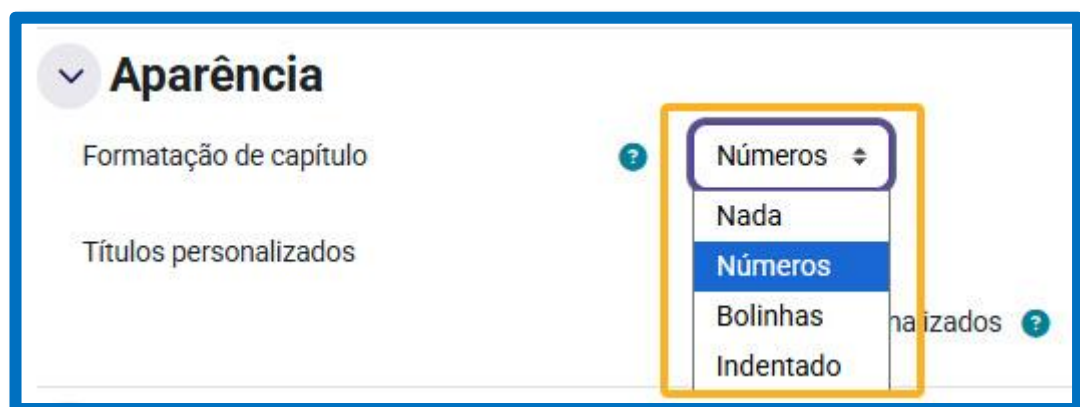 Aparência
Formatação de capítulo ? Números
Nada
Títulos personalizados
Números
Bolinhas
? 
Indentado